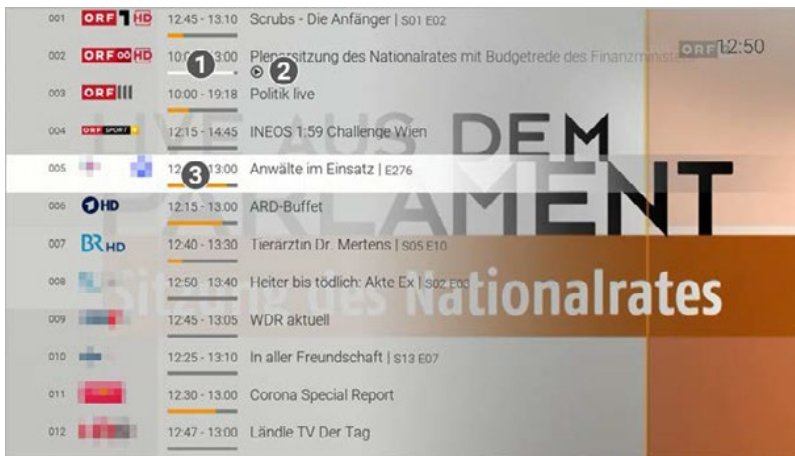 001 ORF 1 HD 12:45 - 13:10 Scrubs - Die Anfänger | S01 E02
002 ORF HD 3:00 Plenarsitzung des Nationalrates mit Budgetrede des Finanzministers ORF 12:50
1 2
003 ORF III 10:00 - 19:18 Politik live
004 ORF SPORT + 12:15 - 14:45 INEOS 1:59 Challenge Wien
LIVE AUS DEM
005 3 13:00 Anwälte im Einsatz | E276
006 HD 12:15 - 13:00 ARD-Buffet
PARLAMENT
007 BR HD 12:40 - 13:30 Tierärztin Dr. Mertens | S05 E10
008 12:50 - 13:40 Heiter bis tödlich: Akte Ex | S02 E03
Sitzung des Nationalrates
009 12:45 - 13:05 WDR aktuell
010 12:25 - 13:10 In aller Freundschaft | S13 E07
011 12:30 - 13:00 Corona Special Report
012 12:47 - 13:00 Ländle TV Der Tag